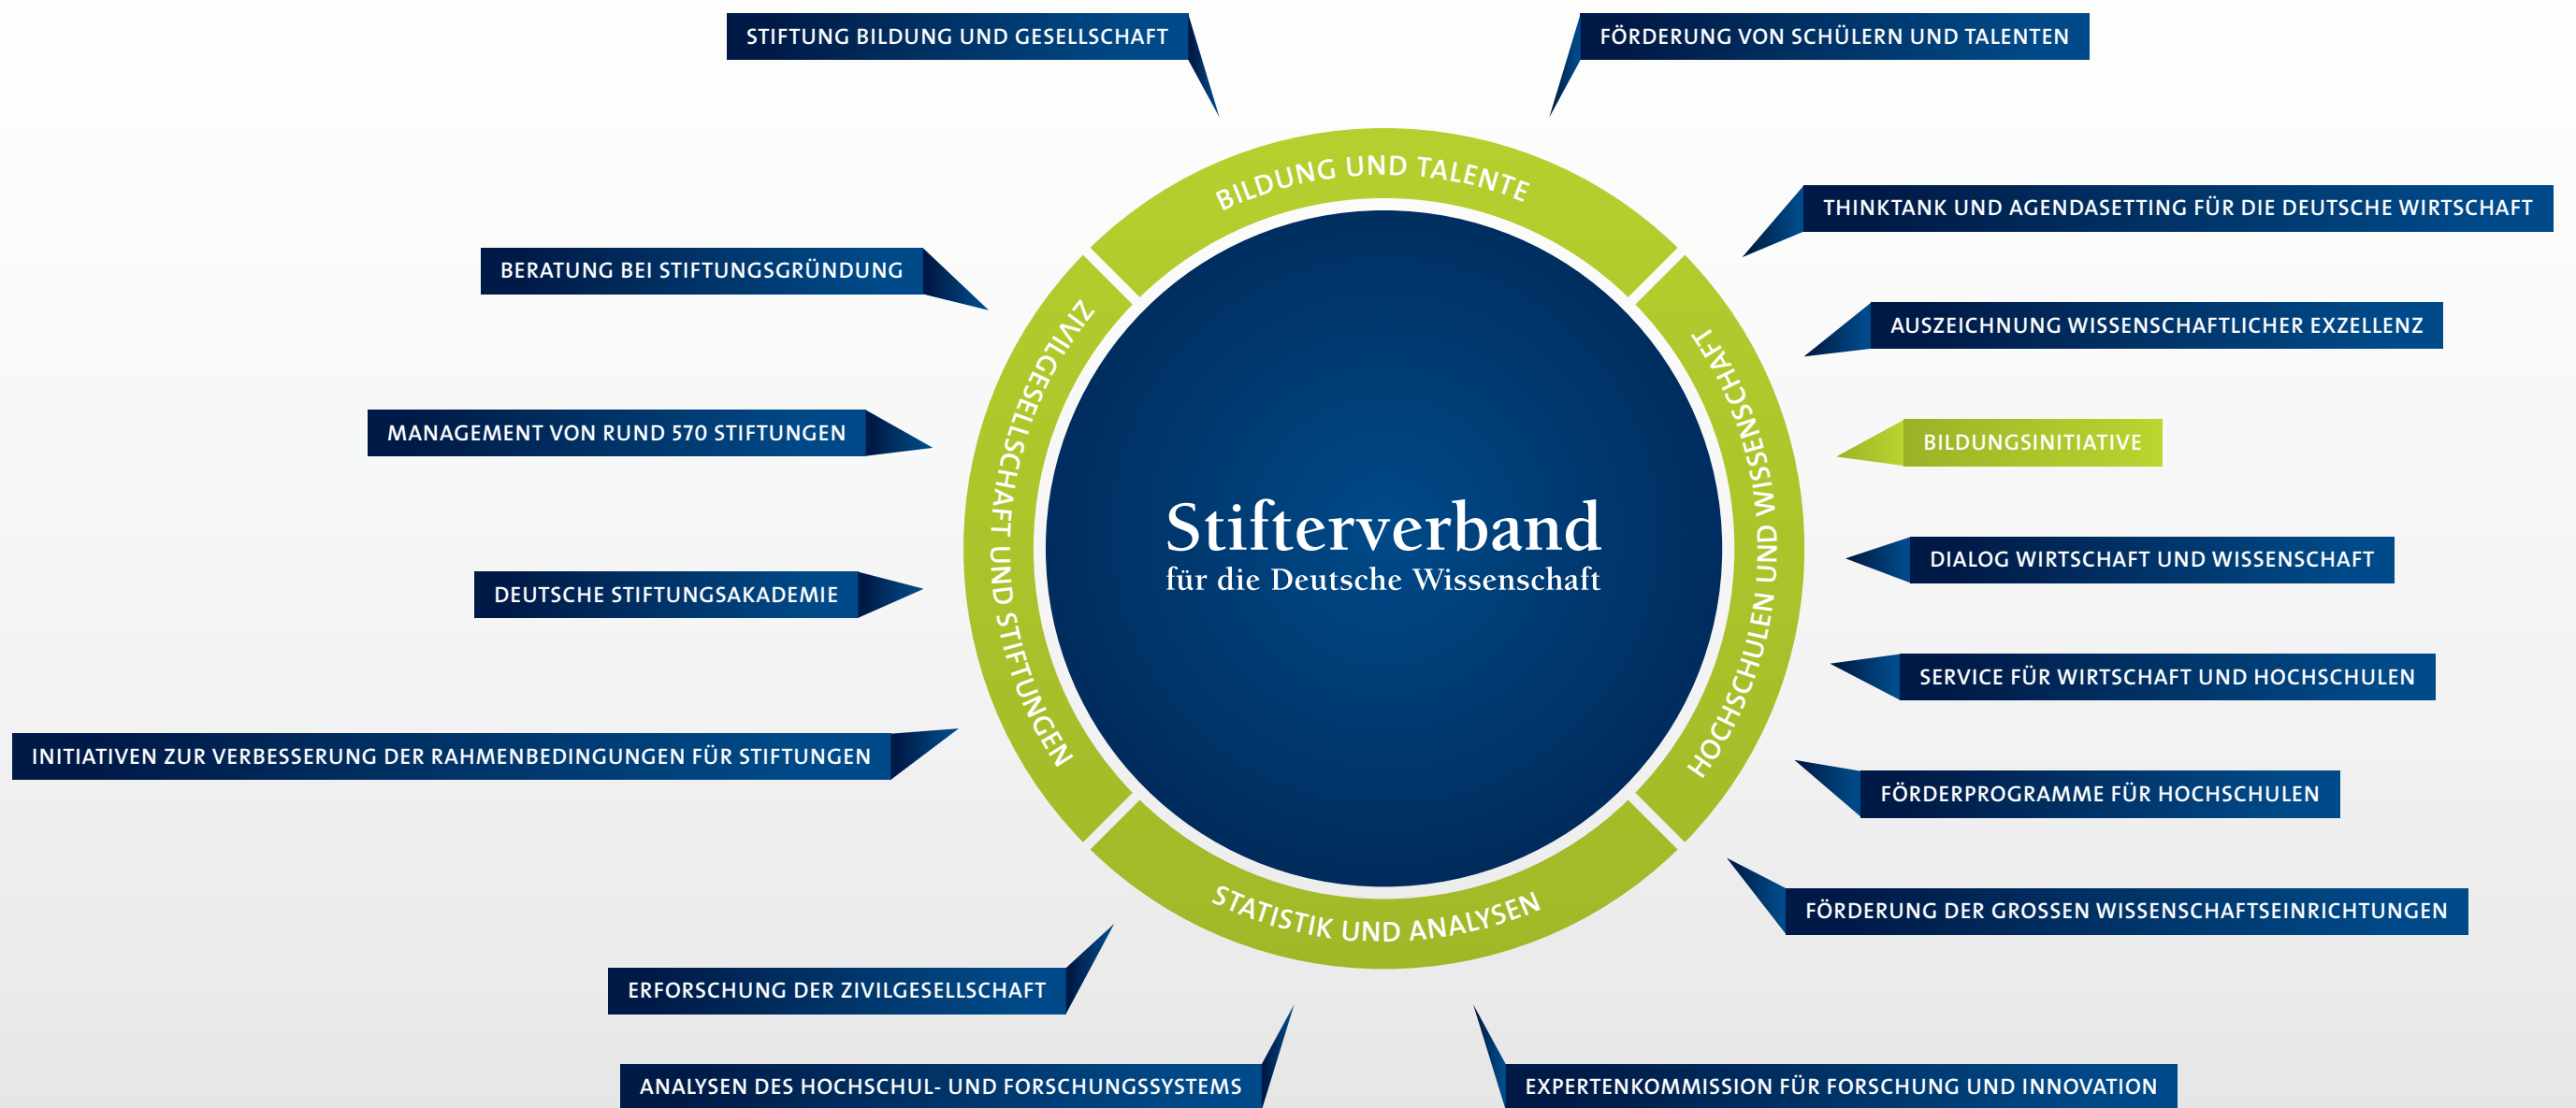 STIFTUNG BILDUNG UND GESELLSCHAFT
FÖRDERUNG VON SCHÜLERN UND TALENTEN
BILDUNG UND TALENTE
THINKTANK UND AGENDASETTING FÜR DIE DEUTSCHE WIRTSCHAFT
BERATUNG BEI STIFTUNGSGRÜNDUNG
AUSZEICHNUNG WISSENSCHAFTLICHER EXZELLENZ
MANAGEMENT VON RUND 570 STIFTUNGEN
BILDUNGSINITIATIVE
ZIVILGESELLSCHAFT UND STIFTUNGEN
Stifterverband
für die Deutsche Wissenschaft
HOCHSCHULEN UND WISSENSCHAFT
DIALOG WIRTSCHAFT UND WISSENSCHAFT
DEUTSCHE STIFTUNGSAKADEMIE
SERVICE FÜR WIRTSCHAFT UND HOCHSCHULEN
INITIATIVEN ZUR VERBESSERUNG DER RAHMENBEDINGUNGEN FÜR STIFTUNGEN
FÖRDERPROGRAMME FÜR HOCHSCHULEN
FÖRDERUNG DER GROSSEN WISSENSCHAFTSEINRICHTUNGEN
STATISTIK UND ANALYSEN
ERFORSCHUNG DER ZIVILGESELLSCHAFT
ANALYSEN DES HOCHSCHUL- UND FORSCHUNGSSYSTEMS
EXPERTENKOMMISSION FÜR FORSCHUNG UND INNOVATION